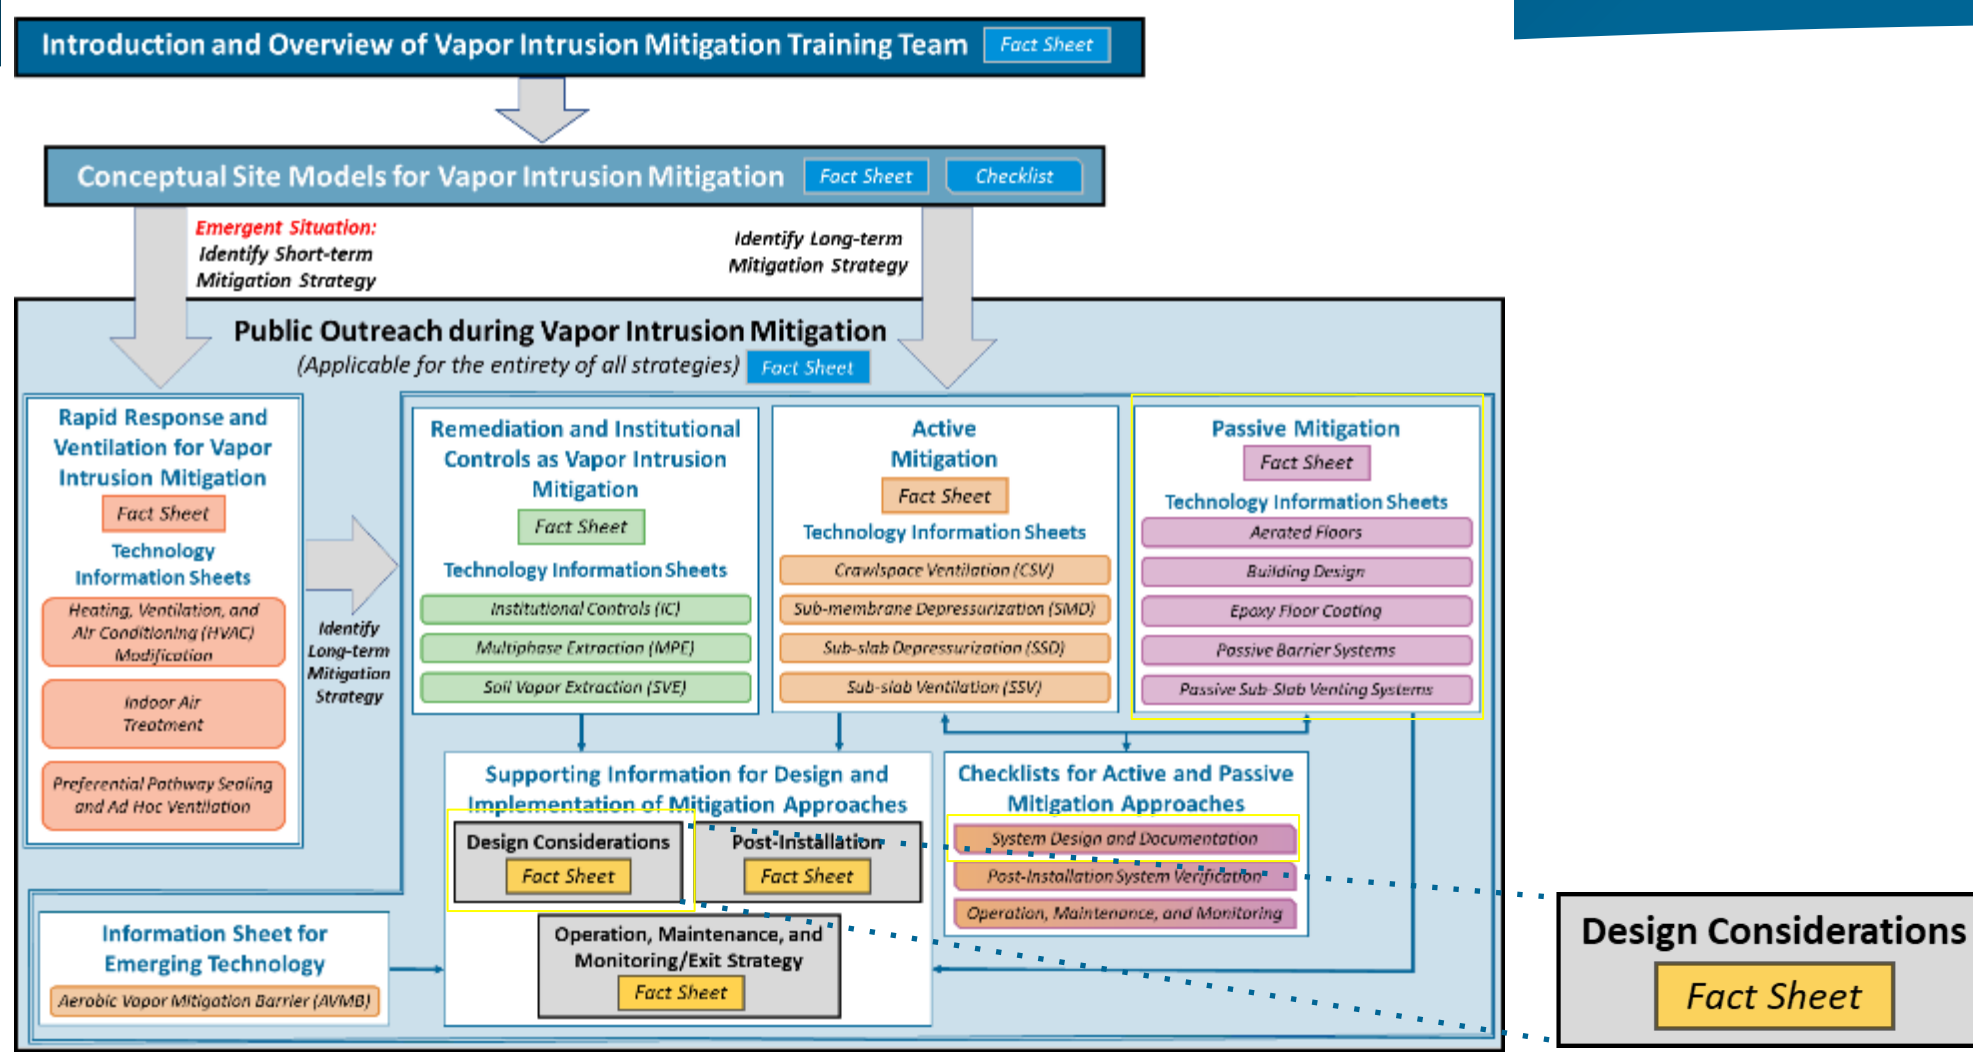 Introduction and Overview of Vapor Intrusion Mitigation Training Team
Fact Sheet
Conceptual Site Models for Vapor Intrusion Mitigation
Fact Sheet
Checklist
Emergent Situation:
Identify Short-term
Mitigation Strategy
Identify Long-term
Mitigation Strategy
Public Outreach during Vapor Intrusion Mitigation
(Applicable for the entirety of all strategies)
Fact Sheet
Rapid Response and
Ventilation for Vapor
Intrusion Mitigation
Fact Sheet
Technology
Information Sheets
Heating, Ventilation, and
Air Conditioning (HVAC)
Modification
Indoor Air
Treatment
Preferential Pathway Sealing
and Ad Hoc Ventilation
Identify
Long-term
Mitigation
Strategy
Remediation and Institutional
Controls as Vapor Intrusion
Mitigation
Fact Sheet
Technology Information Sheets
Institutional Controls (IC)
Multiphase Extraction (MPE)
Soil Vapor Extraction (SVE)
Active
Mitigation
Fact Sheet
Technology Information Sheets
Crawlspace Ventilation (CSV)
Sub-membrane Depressurization (SMD)
Sub-slab Depressurization (SSD)
Sub-slab Ventilation (SSV)
Passive Mitigation
Fact Sheet
Technology Information Sheets
Aerated Floors
Building Design
Epoxy Floor Coating
Passive Barrier Systems
Passive Sub-Slab Venting Systems
Supporting Information for Design and
Implementation of Mitigation Approaches
Design Considerations
Fact Sheet
Post-Installation
Fact Sheet
Operation, Maintenance, and
Monitoring/Exit Strategy
Fact Sheet
Checklists for Active and Passive
Mitigation Approaches
System Design and Documentation
Post-Installation System Verification
Operation, Maintenance, and Monitoring
Information Sheet for
Emerging Technology
Aerobic Vapor Mitigation Barrier (AVMB)
Design Considerations
Fact Sheet